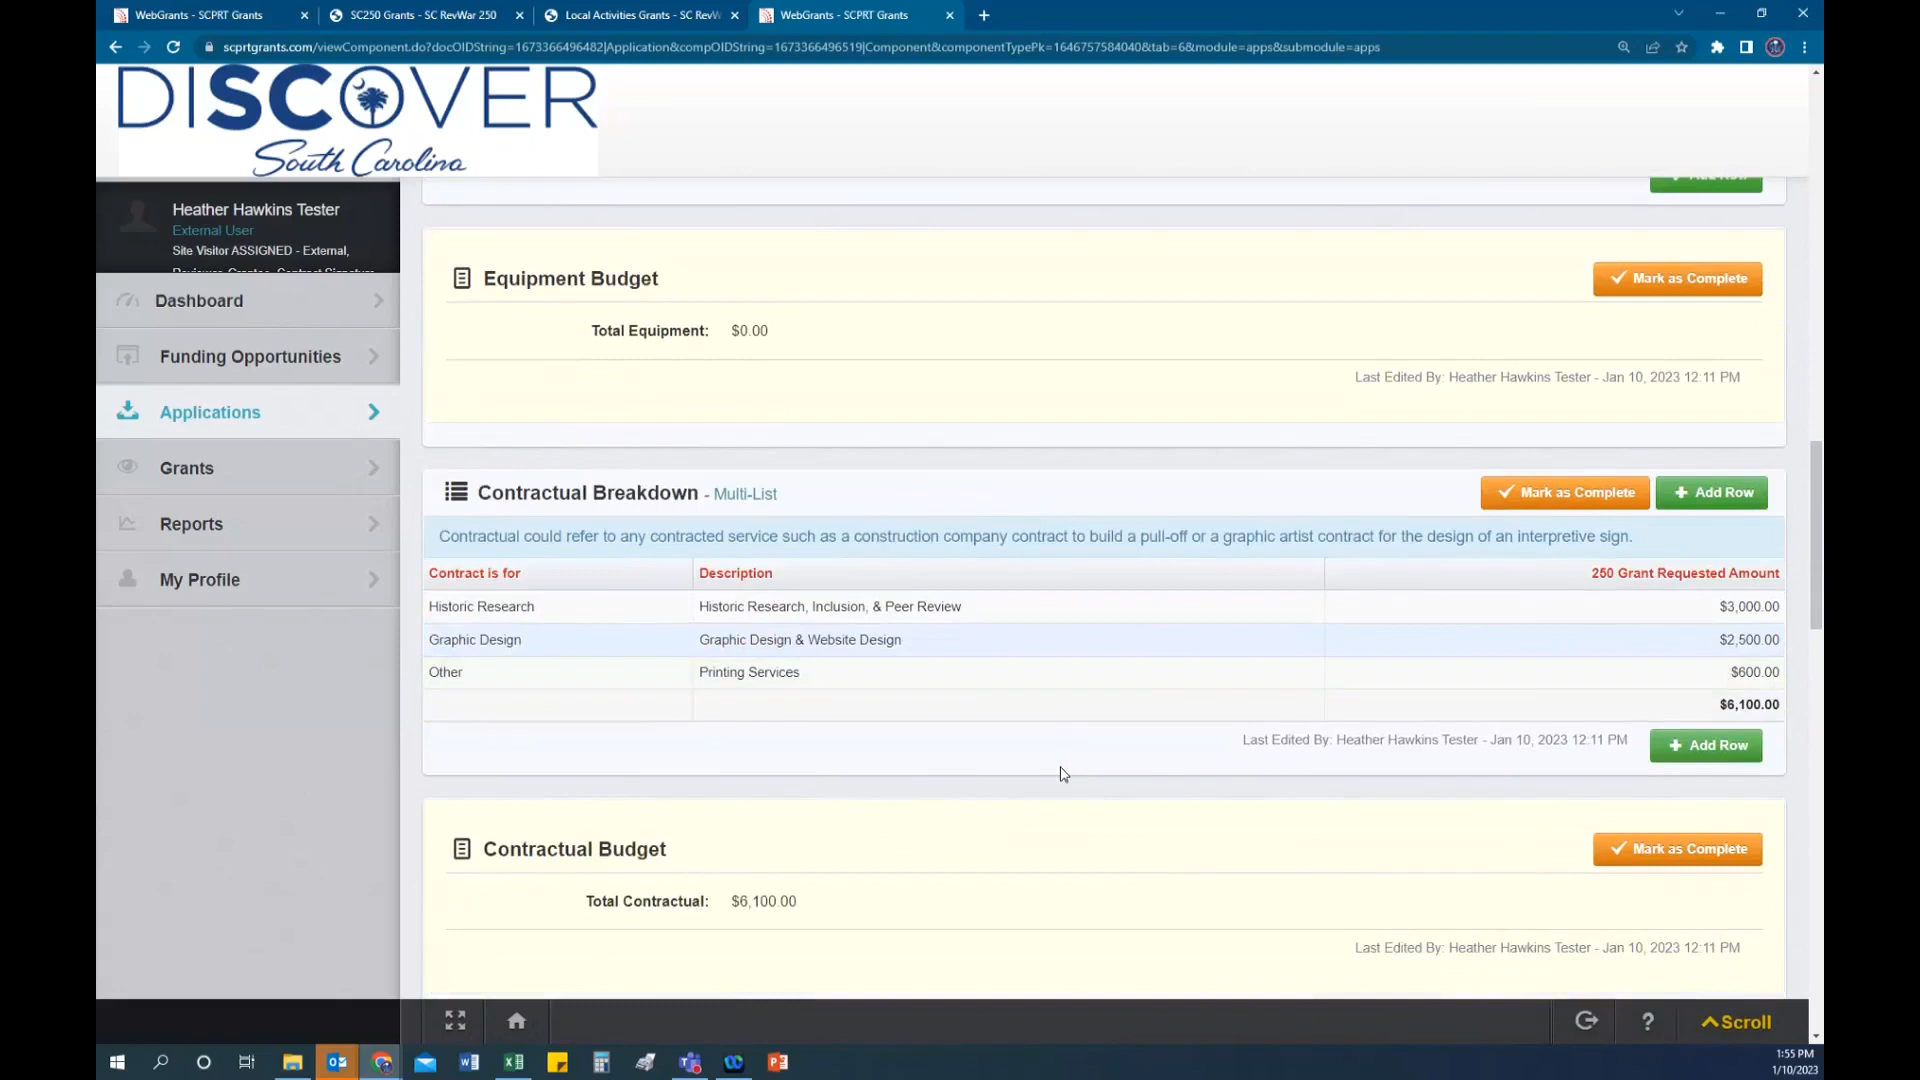 WebGrants - SCPRT Grants
SC250 Grants - SC RevWar 250
Local Activities Grants - SC RevW
WebGrants - SCPRT Grants
scprtgrants.com/viewComponent.do?docOIDString=1673366496482|Application&compOIDString=1673366496519|Component&componentTypePk=1646757584040&tab=6&module=apps&submodule=apps
DISCOVER
South Carolina
Heather Hawkins Tester
External User
Site Visitor ASSIGNED - External,
Reviewer, Grantee, Contract Signature
Dashboard
Funding Opportunities
Applications
Grants
Reports
My Profile
+ Add Row
Equipment Budget
Mark as Complete
Total Equipment: $0.00
Last Edited By: Heather Hawkins Tester - Jan 10, 2023 12:11 PM
Contractual Breakdown - Multi-List
Mark as Complete
+ Add Row
Contractual could refer to any contracted service such as a construction company contract to build a pull-off or a graphic artist contract for the design of an interpretive sign.
Contract is for Description 250 Grant Requested Amount
Historic Research Historic Research, Inclusion, & Peer Review $3,000.00
Graphic Design Graphic Design & Website Design $2,500.00
Other Printing Services $600.00
$6,100.00
Last Edited By: Heather Hawkins Tester - Jan 10, 2023 12:11 PM
+ Add Row
Contractual Budget
Mark as Complete
Total Contractual: $6,100.00
Last Edited By: Heather Hawkins Tester - Jan 10, 2023 12:11 PM
? Scroll
1:55 PM
1/10/2023